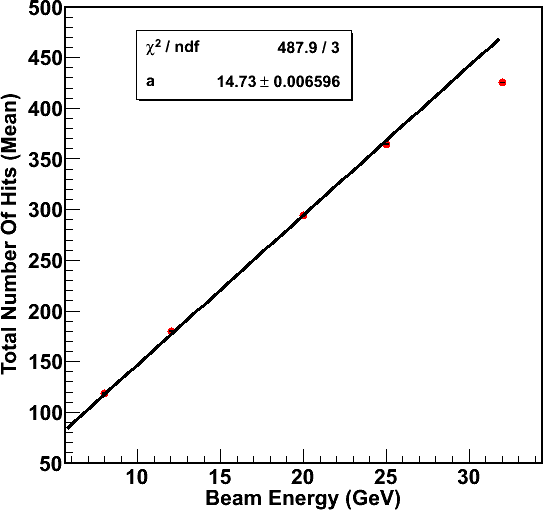 500
450
400
350
300
250
200
150
100
50
Total Number Of Hits (Mean)
χ² / ndf 487.9 / 3
a 14.73 ± 0.006596
10 15 20 25 30
Beam Energy (GeV)